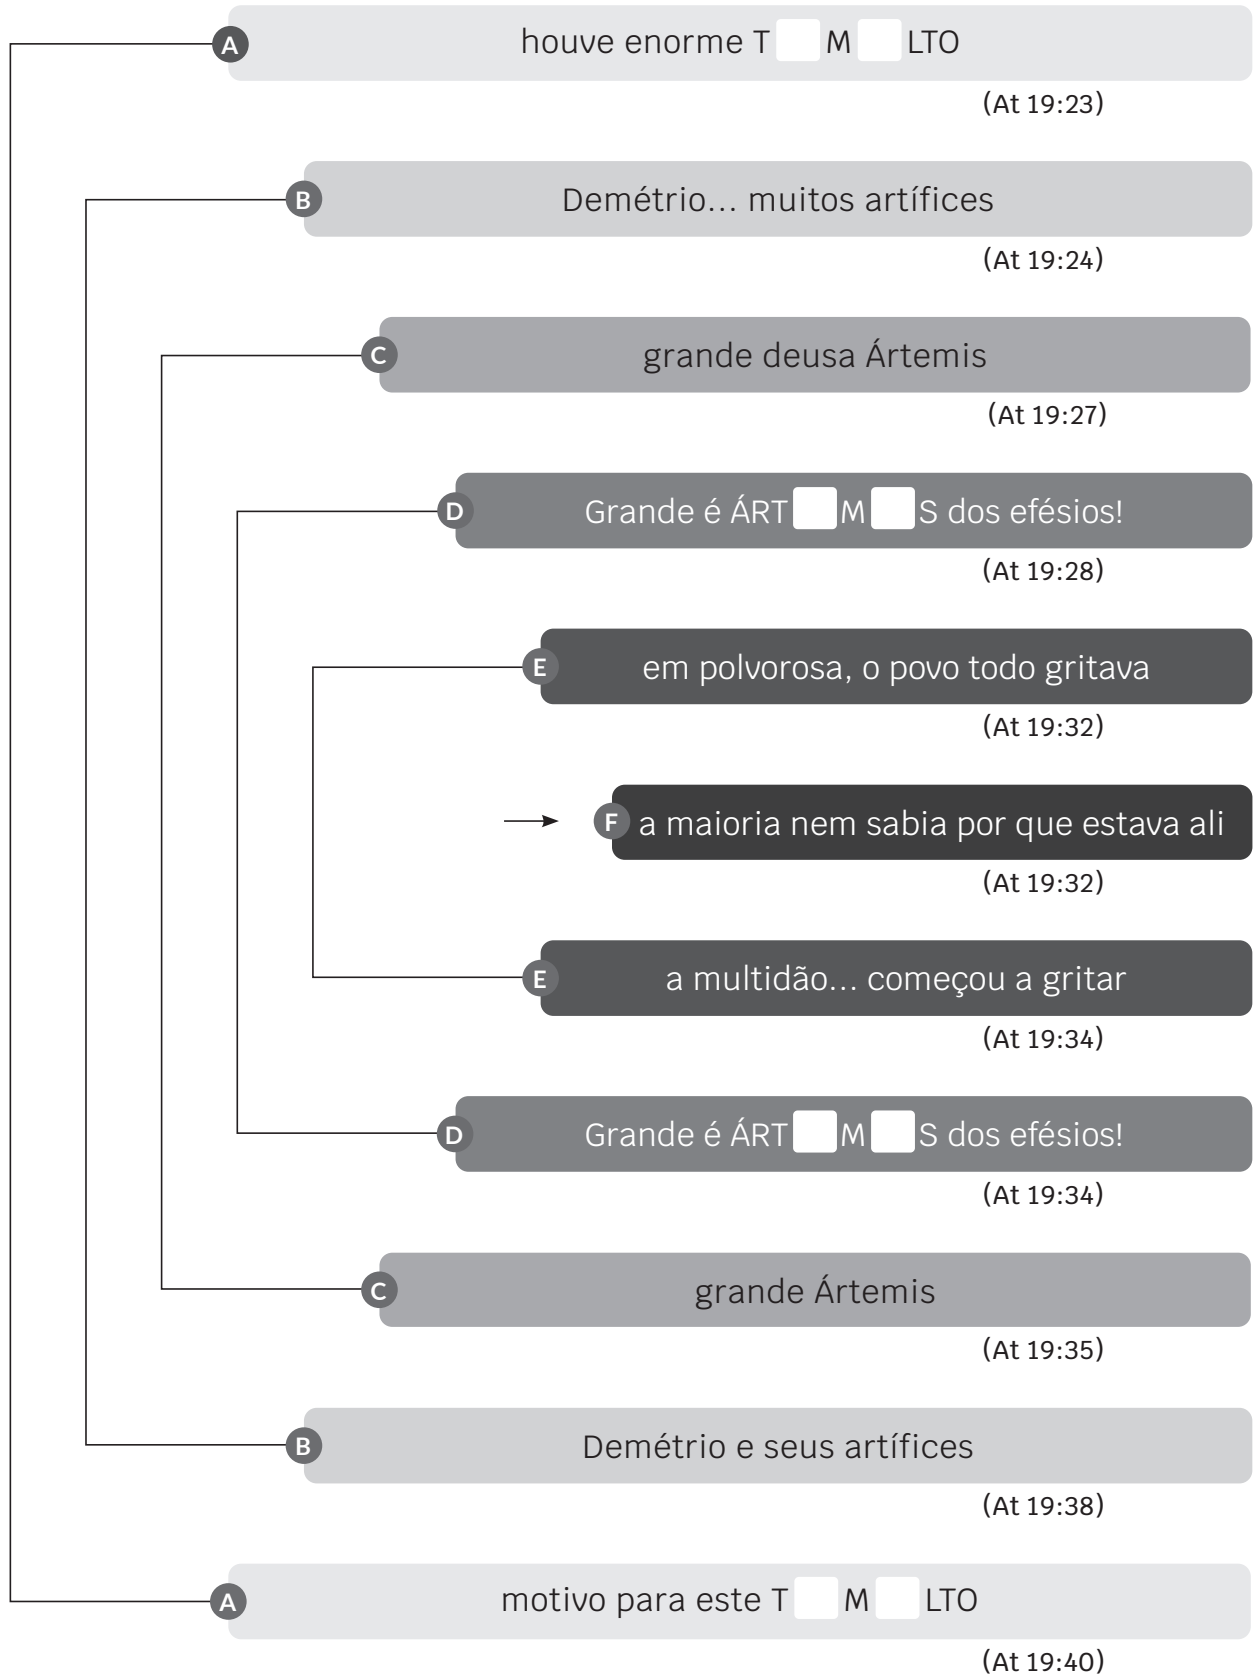 A houve enorme T M LTO
(At 19:23)
B Demétrio... muitos artífices
(At 19:24)
C grande deusa Ártemis
(At 19:27)
D Grande é ÁRT M S dos efésios!
(At 19:28)
E em polvorosa, o povo todo gritava
(At 19:32)
F a maioria nem sabia por que estava ali
(At 19:32)
E a multidão... começou a gritar
(At 19:34)
D Grande é ÁRT M S dos efésios!
(At 19:34)
C grande Ártemis
(At 19:35)
B Demétrio e seus artífices
(At 19:38)
A motivo para este T M LTO
(At 19:40)